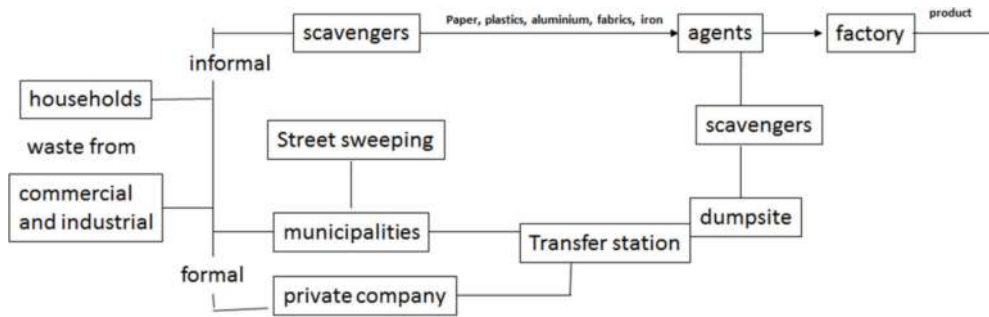 scavengers
Paper, plastics, aluminium, fabrics, iron
agents
factory
product
informal
households
scavengers
Street sweeping
waste from
commercial
and industrial
municipalities
Transfer station
dumpsite
formal
private company